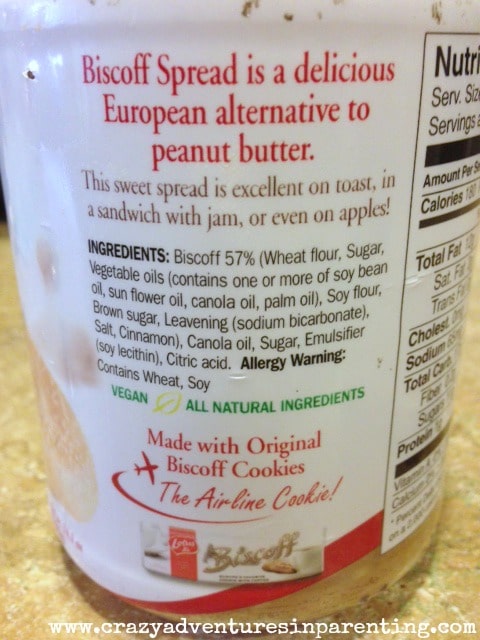 Biscoff Spread is a delicious
European alternative to
peanut butter.
This sweet spread is excellent on toast, in
a sandwich with jam, or even on apples!
INGREDIENTS: Biscoff 57% (Wheat flour, Sugar,
Vegetable oils (contains one or more of soy bean
oil, sun flower oil, canola oil, palm oil), Soy flour,
Brown sugar, Leavening (sodium bicarbonate),
Salt, Cinnamon), Canola oil, Sugar, Emulsifier
(soy lecithin), Citric acid. Allergy Warning:
Contains Wheat, Soy
VEGAN ALL NATURAL INGREDIENTS
Made with Original
Biscoff Cookies
The Airline Cookie!
Lotus
Biscoff
Nutri
Serv. Size
Servings
Amount Per Se
Calories 180
Total Fat
Sat. Fat
Trans F
Cholest
Sodium
Total Carb
Fiber
Sugar
Protein
Vitamin A
Calcium
www.crazyadventuresinparenting.com